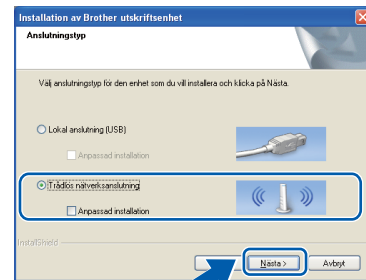 Installation av Brother utskriftsenhet
Anslutningstyp
Välj anslutningstyp för den enhet som du vill installera och klicka på Nästa.
Lokal anslutning (USB)
Anpassad installation
Trådlös nätverksanslutning
Anpassad installation
InstallShield
Nästa > Avbryt